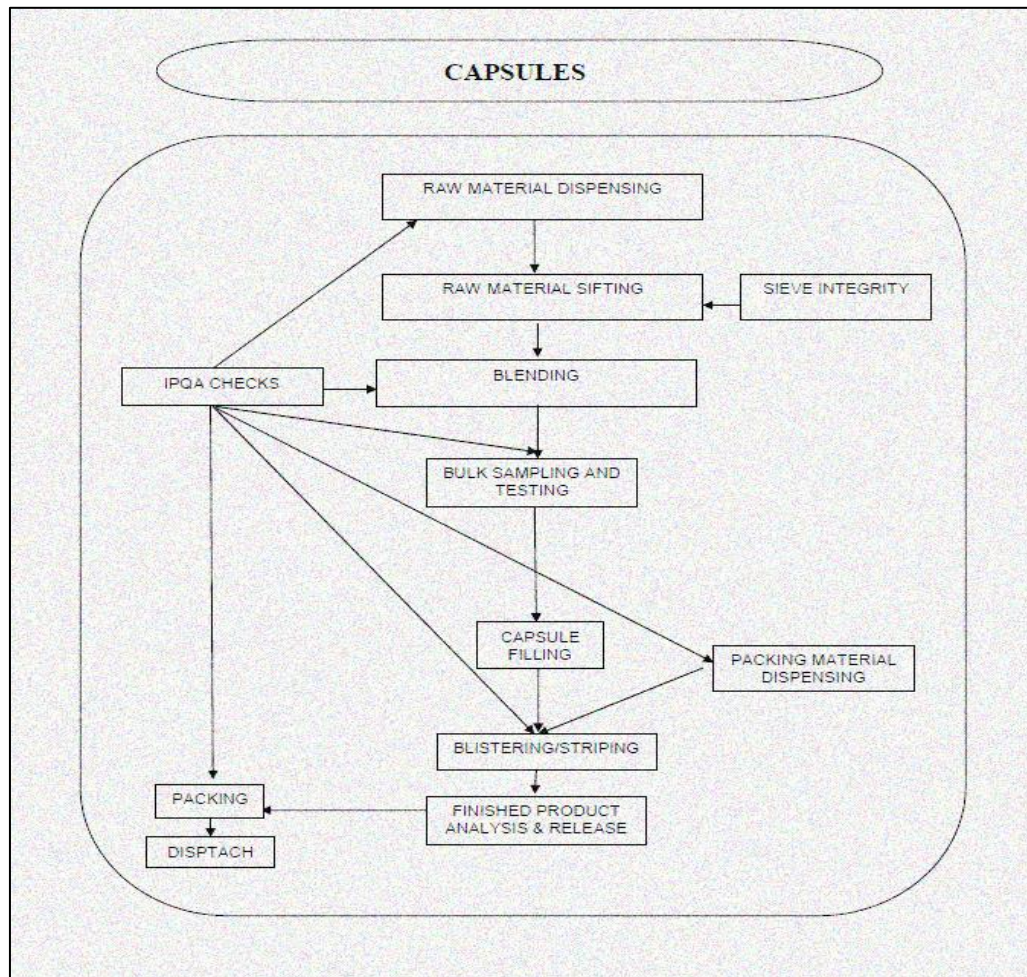 CAPSULES
RAW MATERIAL DISPENSING
RAW MATERIAL SIFTING
SIEVE INTEGRITY
IPQA CHECKS
BLENDING
BULK SAMPLING AND
TESTING
CAPSULE
FILLING
PACKING MATERIAL
DISPENSING
BLISTERING/STRIPING
PACKING
FINISHED PRODUCT
ANALYSIS & RELEASE
DISPTACH